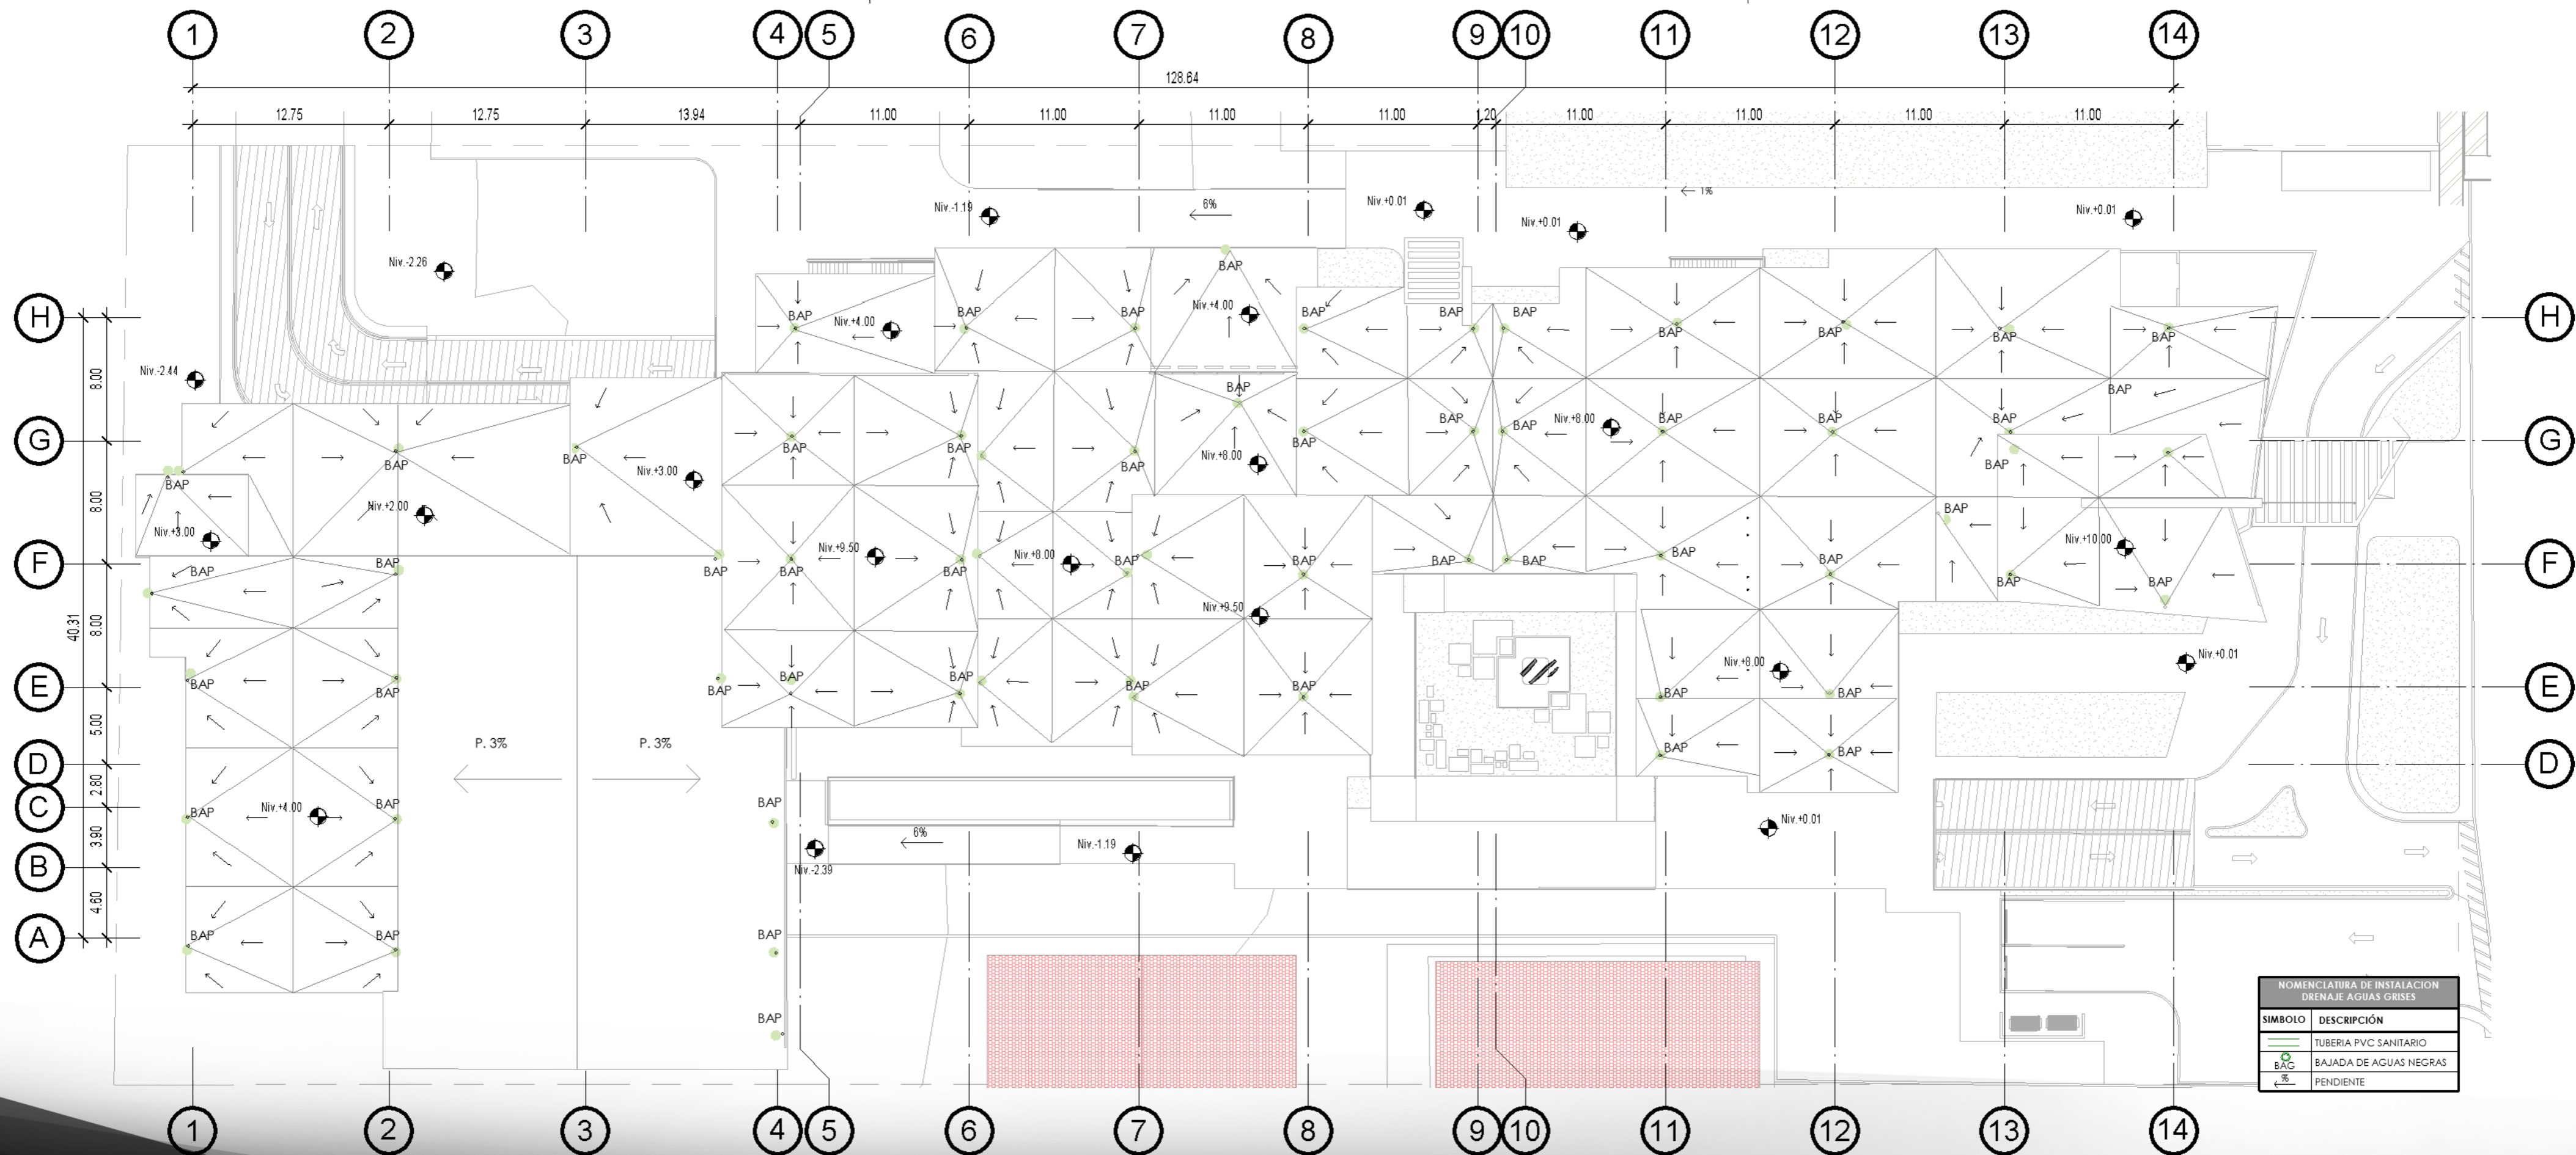 1 2 3 4 5 6 7 8 9 10 11 12 13 14
128.64
12.75 12.75 13.94 11.00 11.00 11.00 11.00 .20 11.00 11.00 11.00 11.00
1%
Niv.-1.19 6% Niv.+0.01 Niv.+0.01 Niv.+0.01
Niv.-2.26
BAP
Niv.+4.00
H H
BAP Niv.+4.00 BAP BAP BAP BAP BAP BAP BAP BAP BAP
Niv.-2.44
8.00
BAP BAP
G G
BAP BAP BAP BAP BAP BAP BAP BAP Niv.+8.00 BAP BAP BAP
BAP BAP
Niv.+3.00 Niv.+8.00
BAP
8.00
Niv.+2.00 BAP
Niv.+3.00
Niv.+9.50 Niv.+8.00 Niv.+10.00
F F
BAP BAP BAP BAP BAP BAP BAP BAP BAP BAP BAP
BAP BAP
Niv.+9.50
40.31
8.00
Niv.+0.01
Niv.+8.00
E E
BAP BAP BAP BAP BAP BAP BAP BAP BAP
5.00
P. 3% P. 3%
BAP BAP
D D
2.80
C
BAP BAP BAP
Niv.+4.00
Niv.+0.01
3.90
6% Niv.-1.19
B
Niv.-2.39
4.60
A
BAP BAP BAP
BAP
NOMENCLATURA DE INSTALACION
DRENAJE AGUAS GRISES
SIMBOLO DESCRIPCIÓN
TUBERIA PVC SANITARIO
BAG BAJADA DE AGUAS NEGRAS
% PENDIENTE
1 2 3 4 5 6 7 8 9 10 11 12 13 14